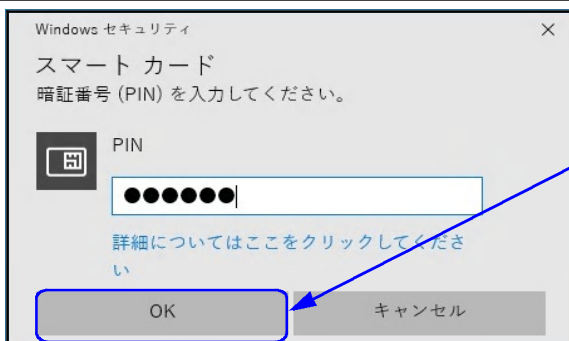 Windows セキュリティ
スマート カード
暗証番号 (PIN) を入力してください。
PIN
●●●●●●
詳細についてはここをクリックしてくださ
い
OK
キャンセル